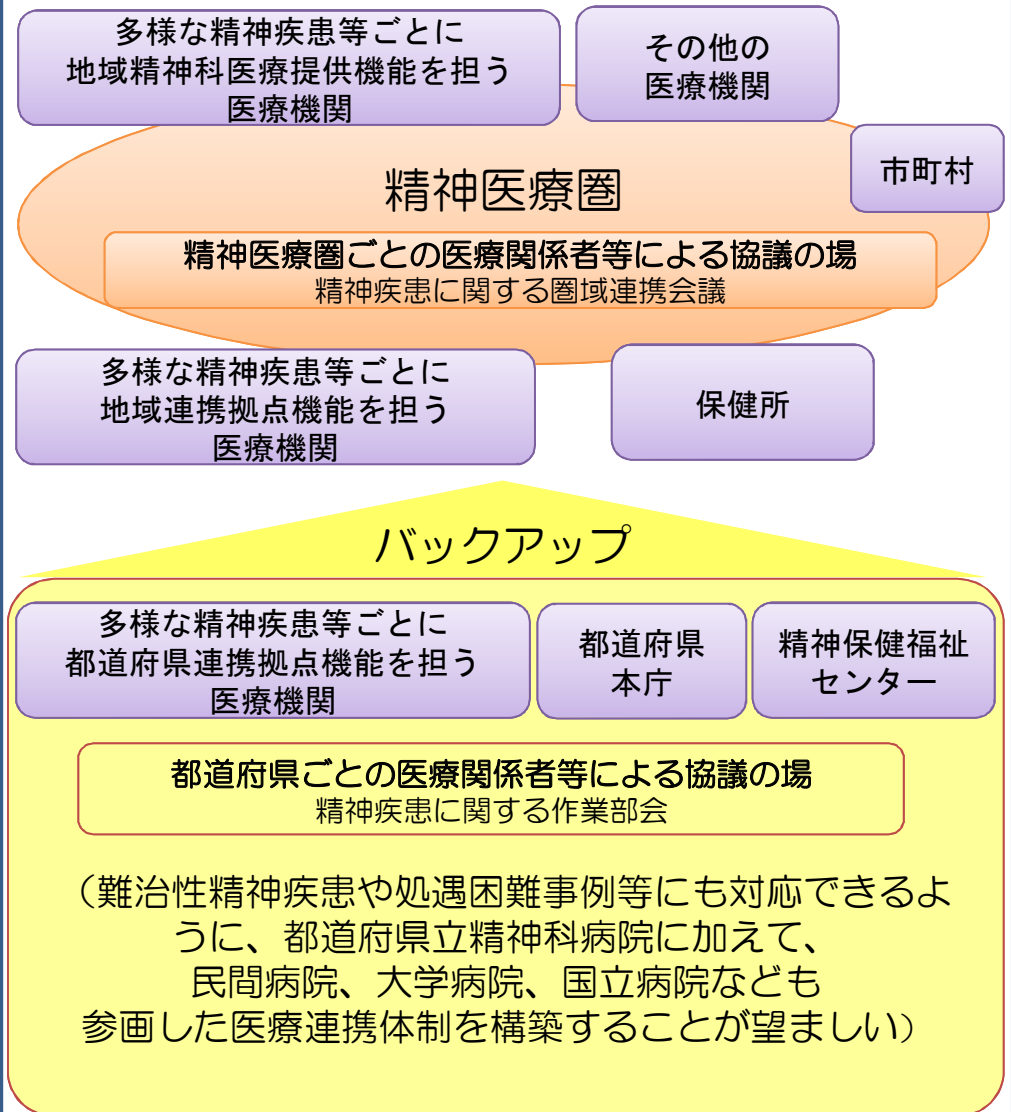 多様な精神疾患等ごとに
地域精神科医療提供機能を担う
医療機関
その他の
医療機関
市町村
精神医療圏
精神医療圏ごとの医療関係者等による協議の場
精神疾患に関する圏域連携会議
多様な精神疾患等ごとに
地域連携拠点機能を担う
医療機関
保健所
バックアップ
多様な精神疾患等ごとに
都道府県連携拠点機能を担う
医療機関
都道府県
本庁
精神保健福祉
センター
都道府県ごとの医療関係者等による協議の場
精神疾患に関する作業部会
（難治性精神疾患や処遇困難事例等にも対応できるよ
うに、都道府県立精神科病院に加えて、
民間病院、大学病院、国立病院なども
参画した医療連携体制を構築することが望ましい）